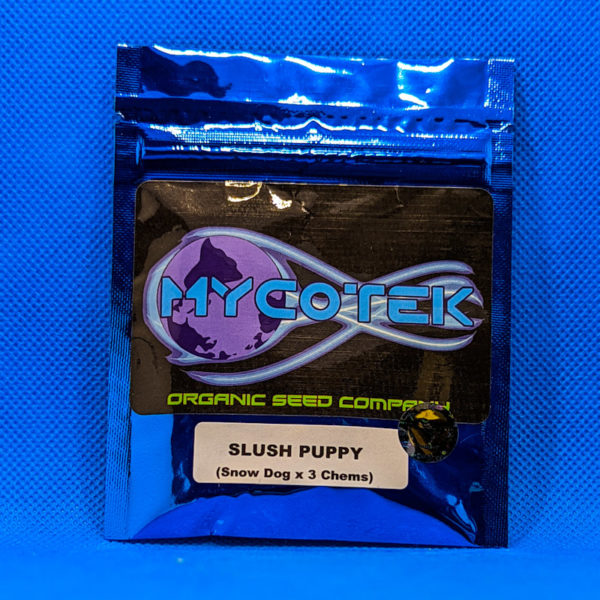 MYCOTEK
ORGANIC SEED COMPANY
SLUSH PUPPY
(Snow Dog x 3 Chems)